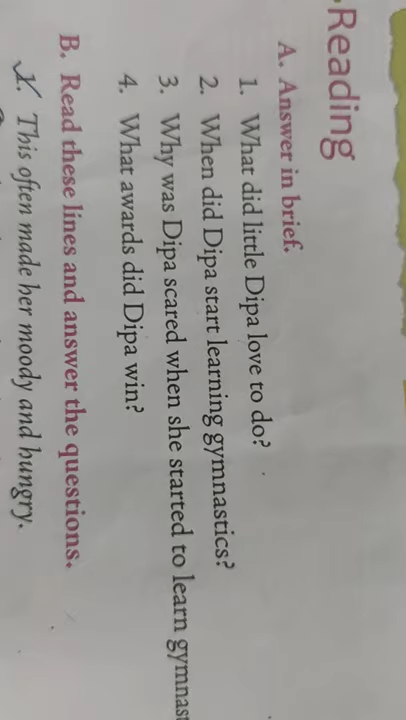 Reading
A. Answer in brief.
1. What did little Dipa love to do?
2. When did Dipa start learning gymnastics?
3. Why was Dipa scared when she started to learn
4. What awards did Dipa win?
B. Read these lines and answer the questions.
1. This often made her moody and hungry.